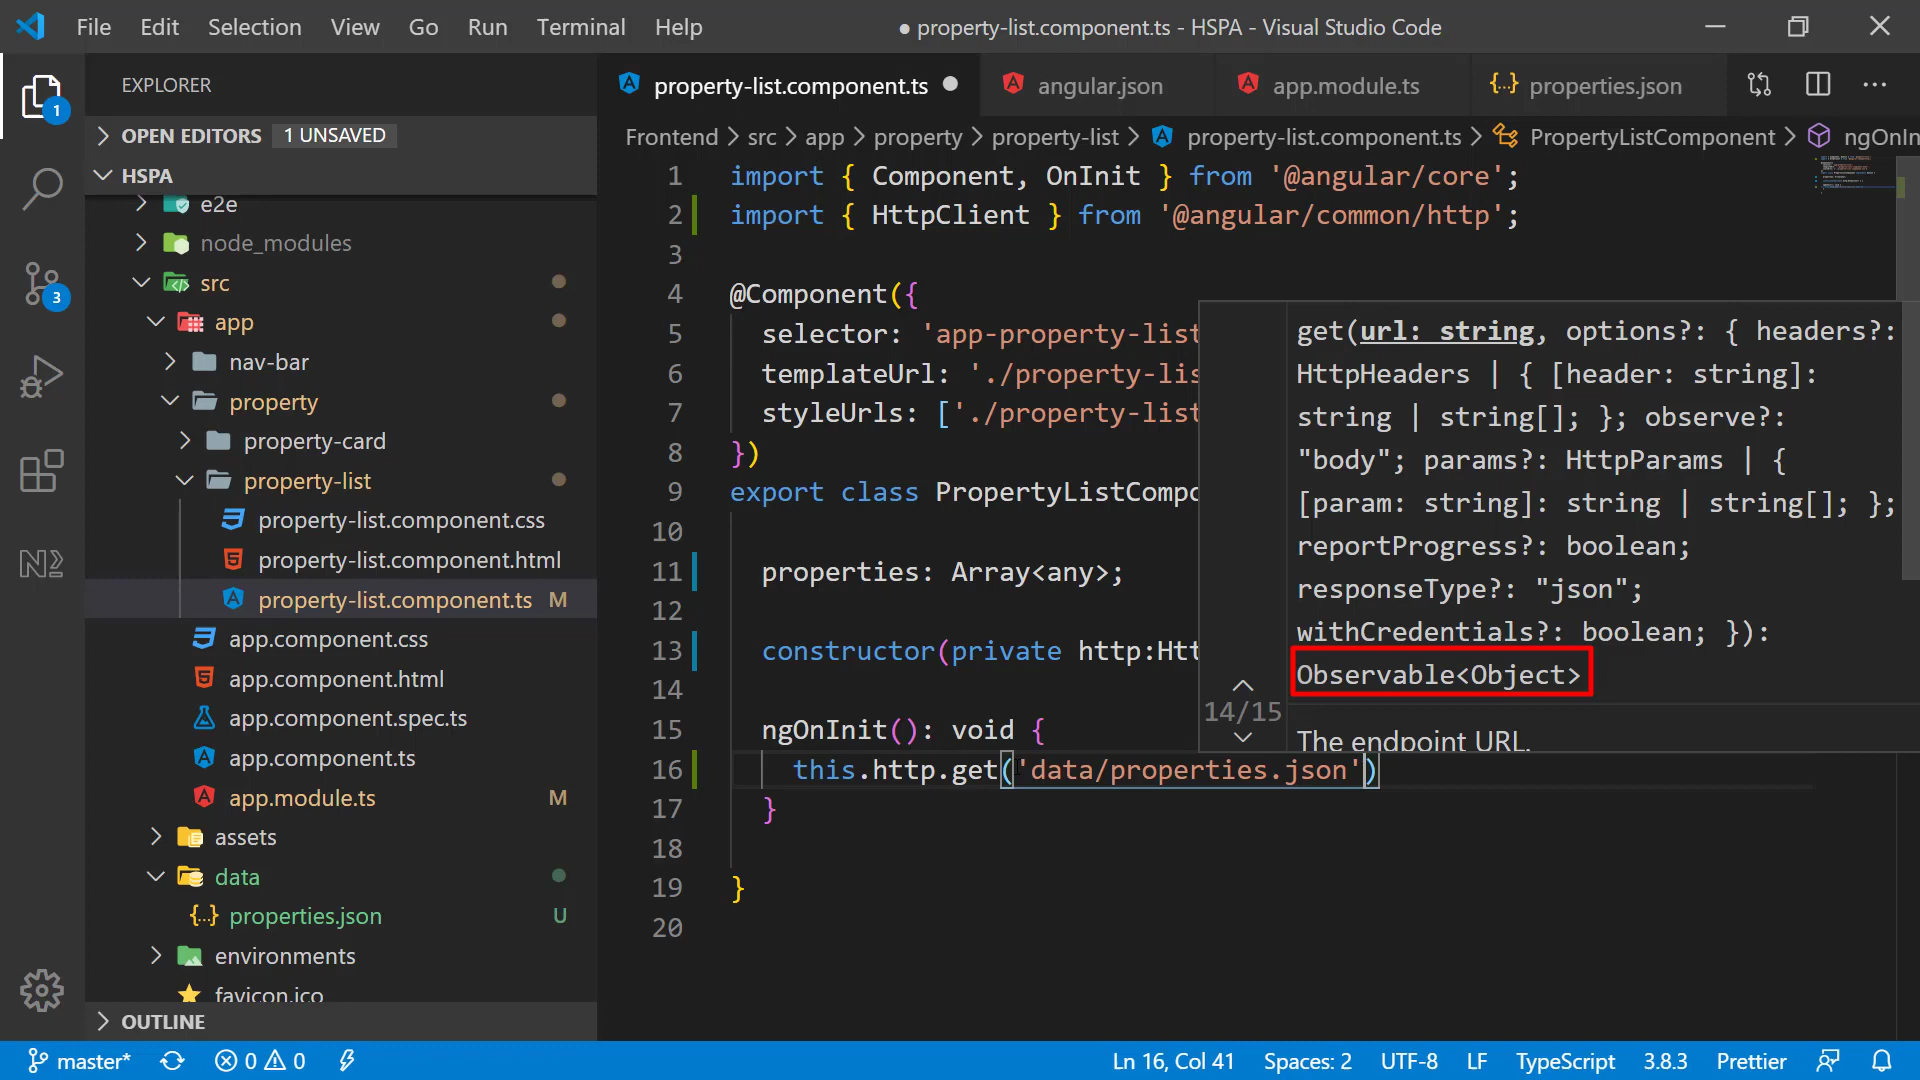 File Edit Selection View Go Run Terminal Help ● property-list.component.ts - HSPA - Visual Studio Code
EXPLORER
property-list.component.ts angular.json app.module.ts properties.json
1
OPEN EDITORS 1 UNSAVED
Frontend src app property property-list property-list.component.ts PropertyListComponent ngOnIn
HSPA
e2e
node_modules
src
app
nav-bar
property
property-card
property-list
property-list.component.css
property-list.component.html
property-list.component.ts M
app.component.css
app.component.html
app.component.spec.ts
app.component.ts
app.module.ts M
assets
data
properties.json U
environments
favicon.ico
OUTLINE
3
1 import { Component, OnInit } from '@angular/core';
2 import { HttpClient } from '@angular/common/http';
3
4 @Component({
5 selector: 'app-property-list
6 templateUrl: './property-lis
7 styleUrls: ['./property-list
8 })
9 export class PropertyListCompo
10
11 properties: Array<any>;
12
13 constructor(private http:Htt
14
15 ngOnInit(): void {
16 this.http.get('data/properties.json')
17 }
18
19 }
20
get(url: string, options?: { headers?:
HttpHeaders | { [header: string]:
string | string[]; }; observe?:
"body"; params?: HttpParams | {
[param: string]: string | string[]; };
reportProgress?: boolean;
responseType?: "json";
withCredentials?: boolean; }):
Observable<Object>
14/15
The endpoint URL.
master* 0 0 Ln 16, Col 41 Spaces: 2 UTF-8 LF TypeScript 3.8.3 Prettier